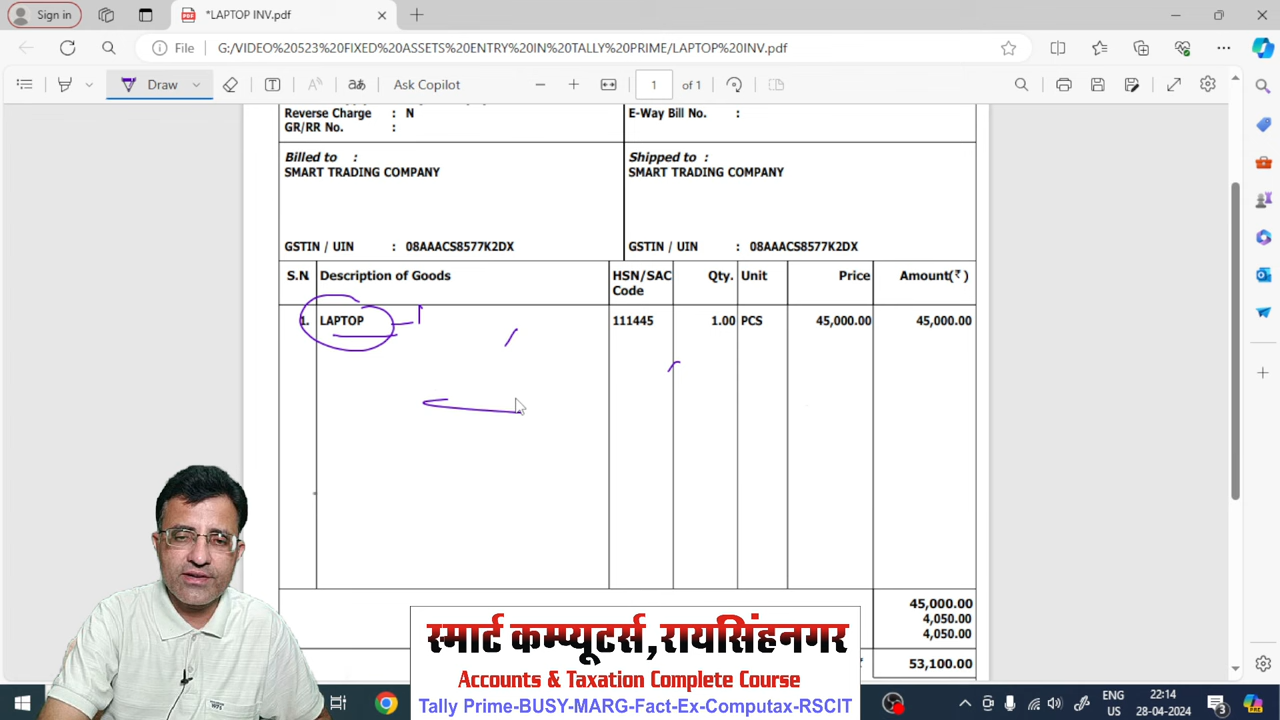 Sign in
*LAPTOP INV.pdf
File
G:/VIDEO%20523%20FIXED%20ASSETS%20ENTRY%20IN%20TALLY%20PRIME/LAPTOP%20INV.pdf
Draw
Ask Copilot
1
of 1
Reverse Charge : N
E-Way Bill No. :
GR/RR No. :
Billed to :
Shipped to :
SMART TRADING COMPANY
SMART TRADING COMPANY
GSTIN / UIN : 08AAACS8577K2DX
GSTIN / UIN : 08AAACS8577K2DX
S.N Description of Goods HSN/SAC Code Qty. Unit Price Amount(₹)
1. LAPTOP 111445 1.00 PCS 45,000.00 45,000.00
45,000.00
4,050.00
4,050.00
53,100.00
स्मार्ट कम्प्यूटर्स,रायसिंहनगर
Accounts & Taxation Complete Course
Tally Prime-BUSY-MARG-Fact-Ex-Computax-RSCIT
ENG
US
22:14
28-04-2024
3